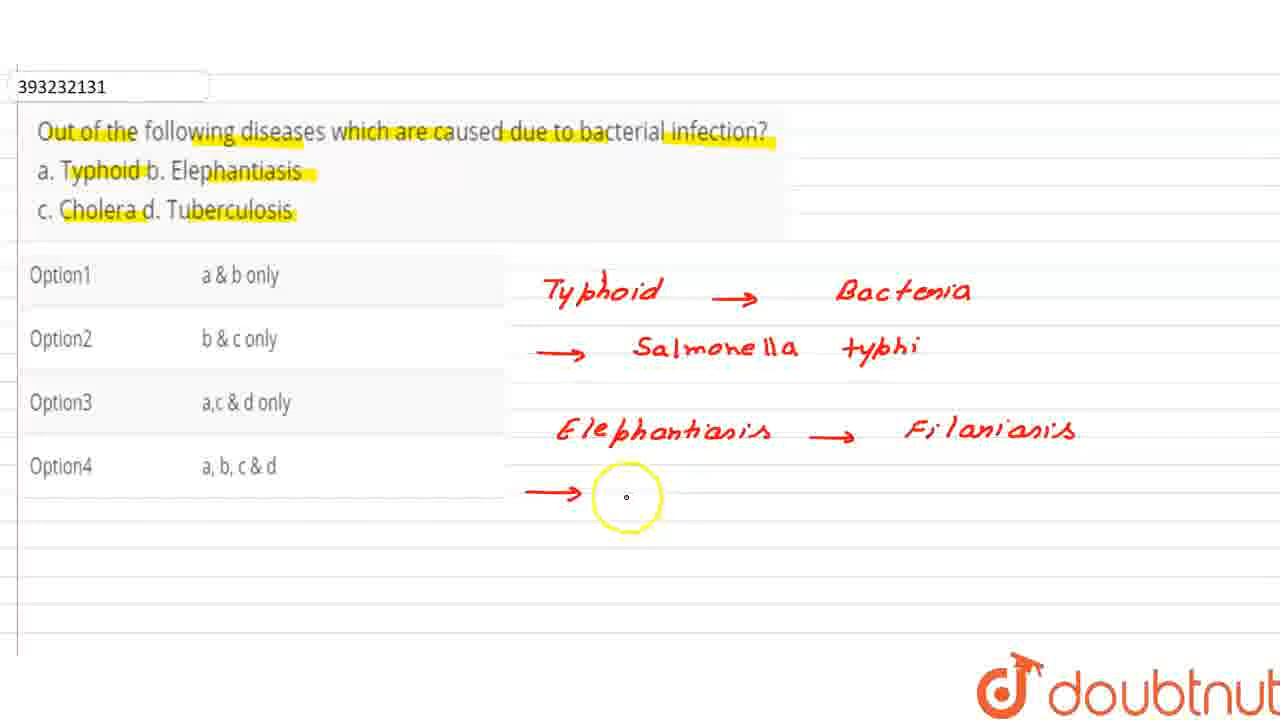 393232131
Out of the following diseases which are caused due to bacterial infection?
a. Typhoid b. Elephantiasis
c. Cholera d. Tuberculosis
Option1 a & b only
Option2 b & c only
Option3 a,c & d only
Option4 a, b, c & d
Typhoid → Bacteria
→ Salmonella typhi
Elephantiasis → Filariasis
→
doubtnut